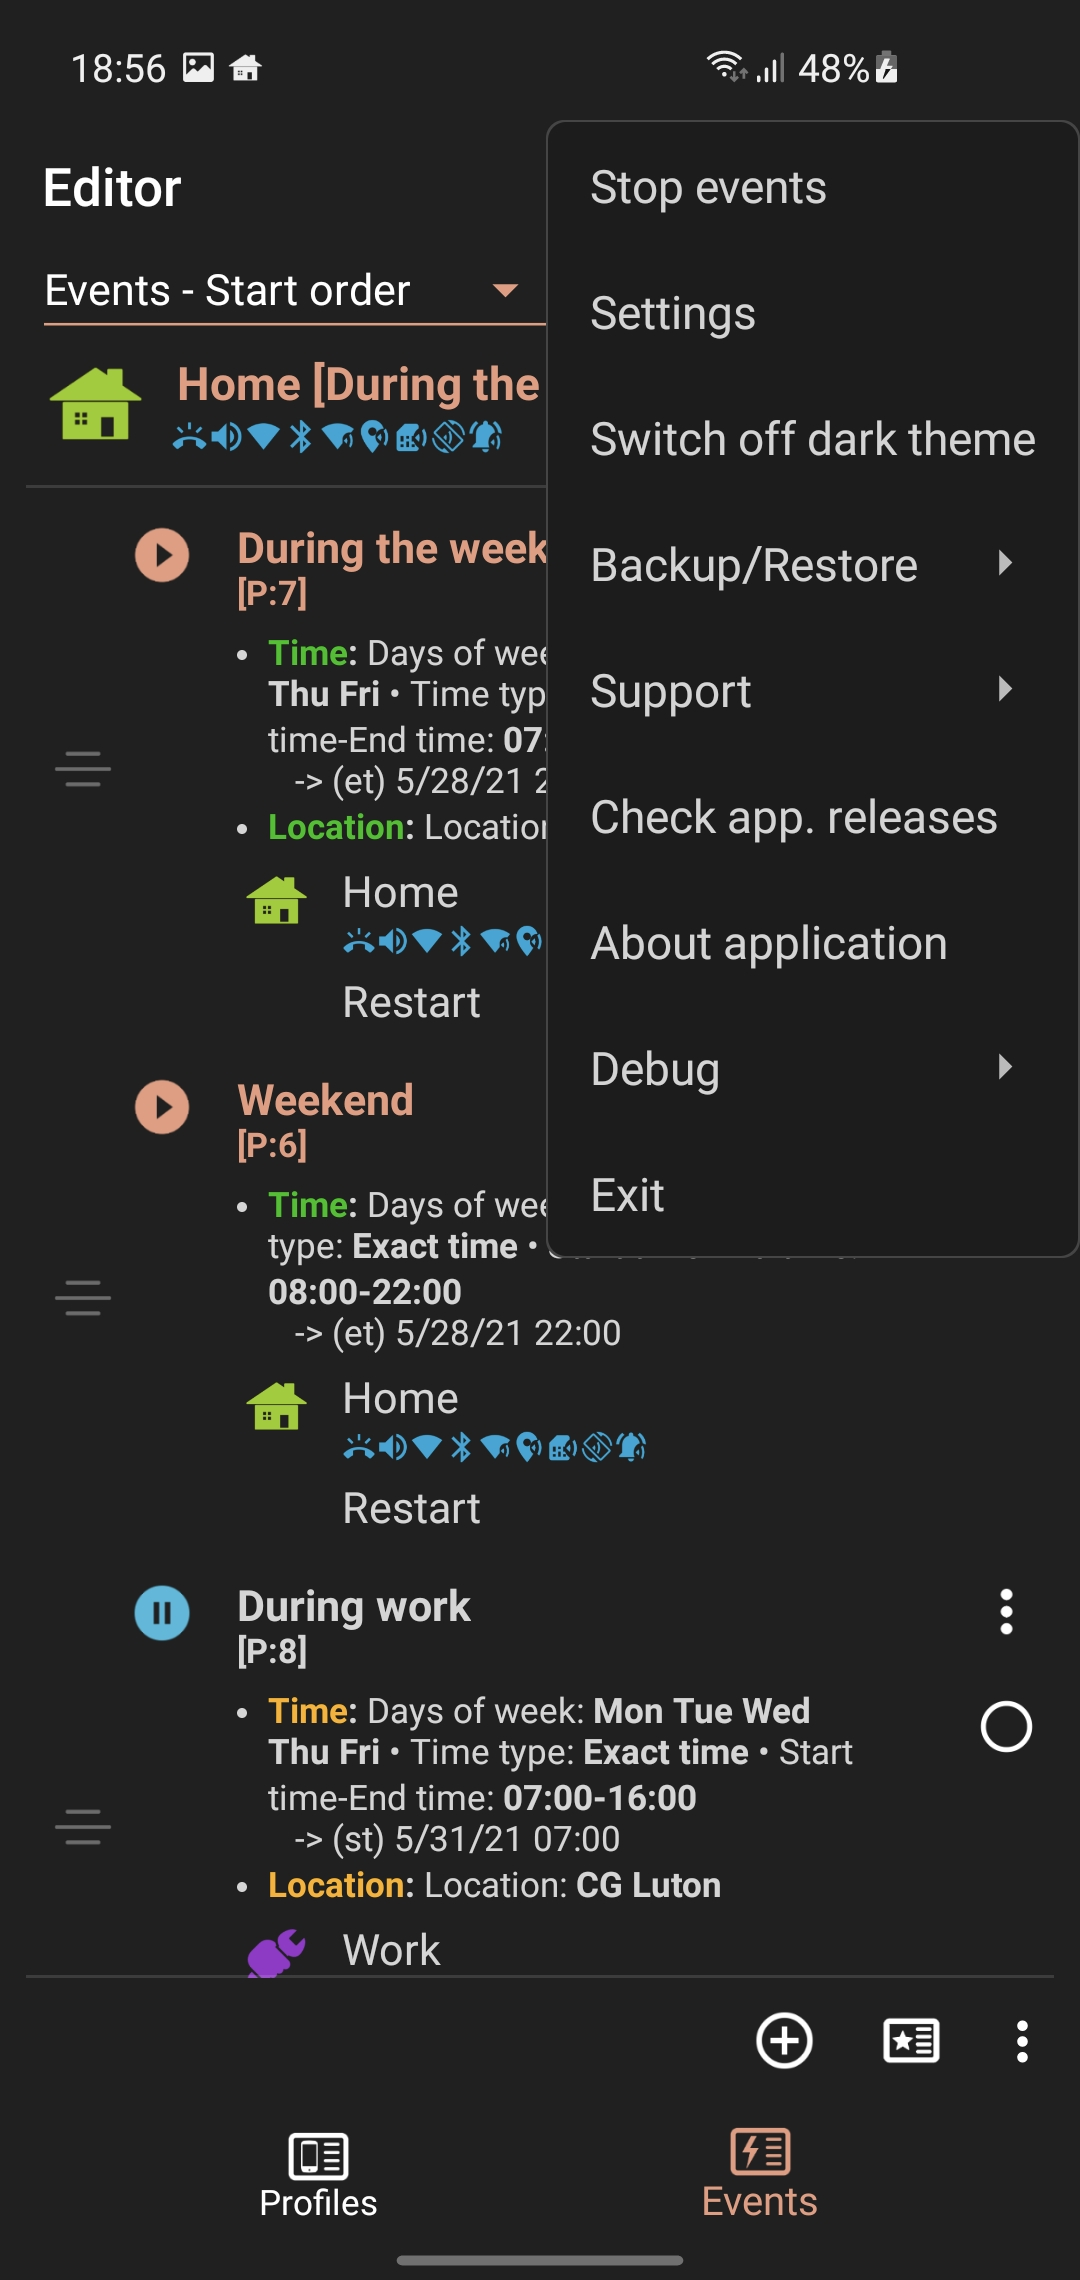 18:56
48%
Editor
Stop events
Events - Start order
Settings
Home [During the
Switch off dark theme
During the week
[P:7]
Backup/Restore
Time: Days of wee
Thu Fri • Time typ
Support
time-End time: 07:
-> (et) 5/28/21 2
Location: Location
Check app. releases
Home
About application
Restart
Debug
Weekend
[P:6]
Exit
Time: Days of wee
type: Exact time •
08:00-22:00
-> (et) 5/28/21 22:00
Home
Restart
During work
[P:8]
Time: Days of week: Mon Tue Wed
Thu Fri • Time type: Exact time • Start
time-End time: 07:00-16:00
-> (st) 5/31/21 07:00
Location: Location: CG Luton
Work
Profiles
Events